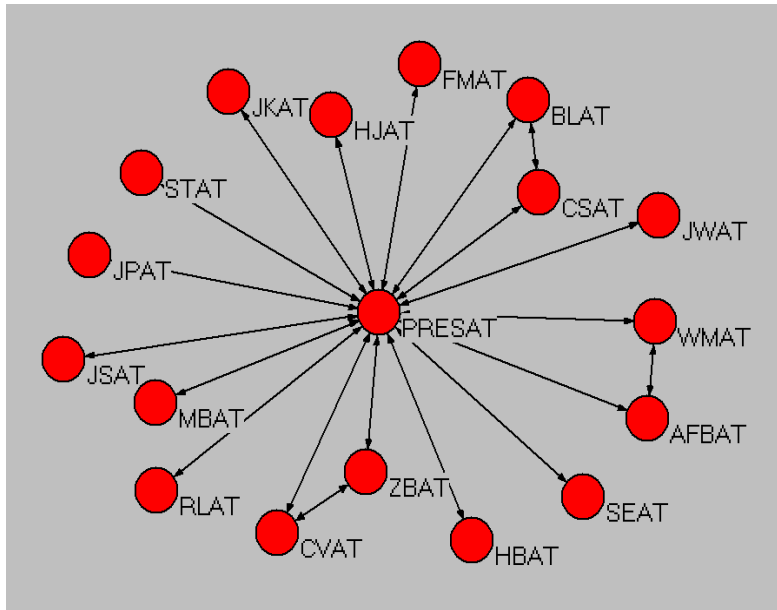 FMAT
JKAT
BLAT
HJAT
STAT
CSAT
JWAT
JPAT
PRESAT
WMAT
JSAT
MBAT
AFBAT
ZBAT
RLAT
SEAT
CVAT
HBAT